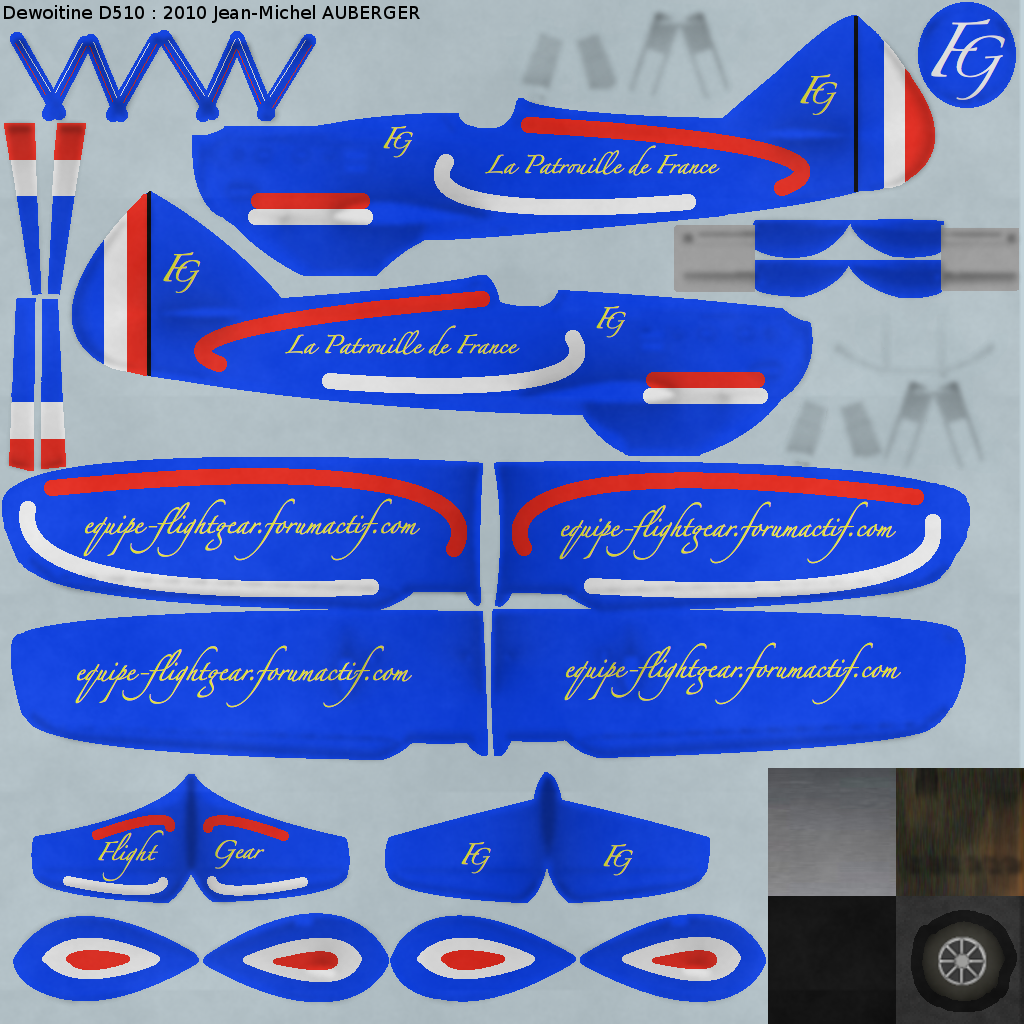 Dewoitine D510 : 2010 Jean-Michel AUBERGER
FG
FG
FG
La Patrouille de France
FG
FG
La Patrouille de France
equipe-flightgear.forumactif.com
equipe-flightgear.forumactif.com
equipe-flightgear.forumactif.com
equipe-flightgear.forumactif.com
Flight Gear
FG
FG